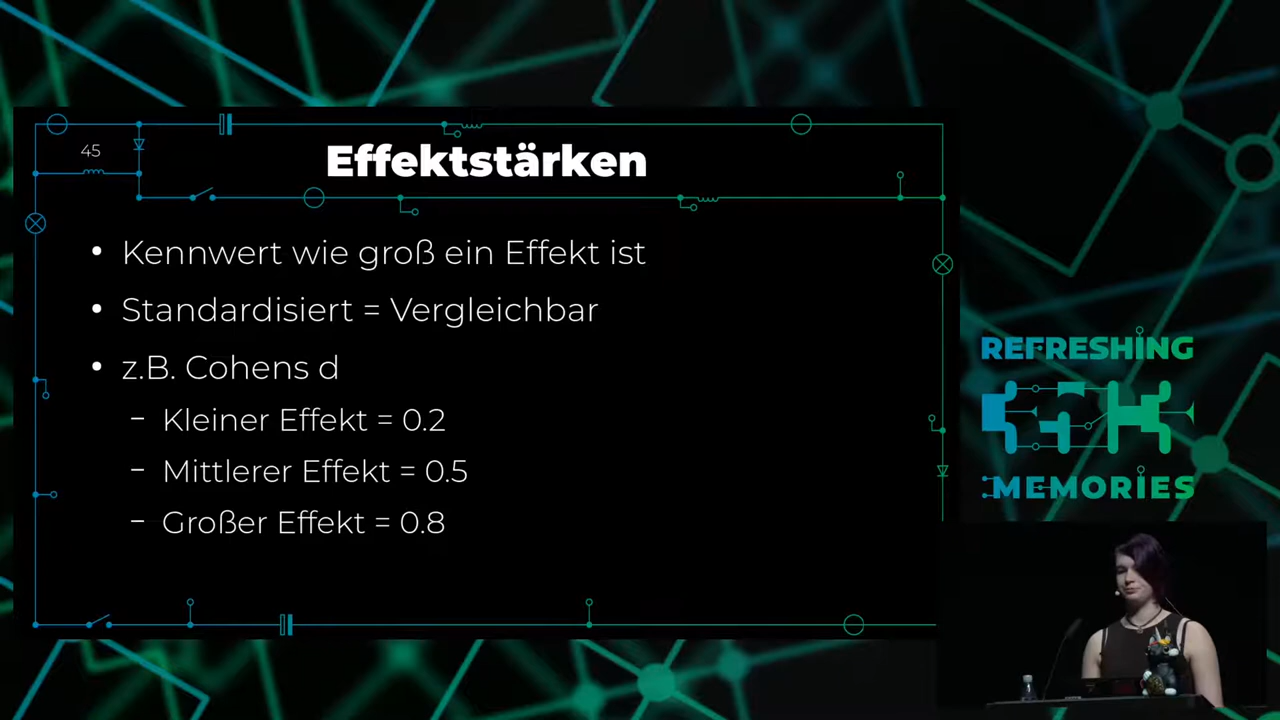 45
Effektstärken
• Kennwert wie groß ein Effekt ist
• Standardisiert = Vergleichbar
• z.B. Cohens d
– Kleiner Effekt = 0.2
– Mittlerer Effekt = 0.5
– Großer Effekt = 0.8
REFRESHING
MEMORIES